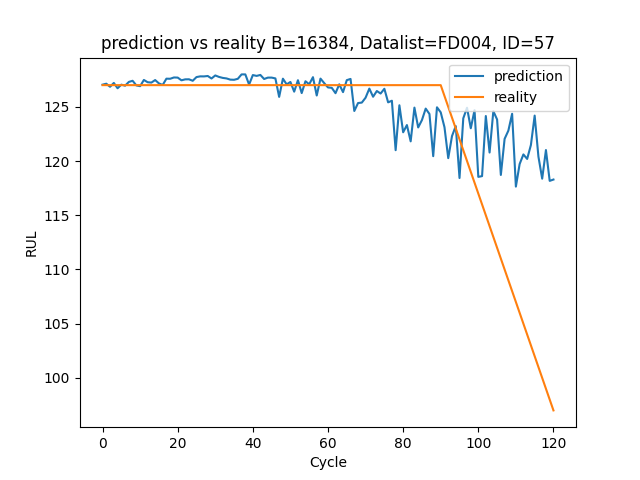 prediction vs reality B=16384, Datalist=FD004, ID=57
prediction
reality
RUL
125
120
115
110
105
100
0 20 40 60 80 100 120
Cycle